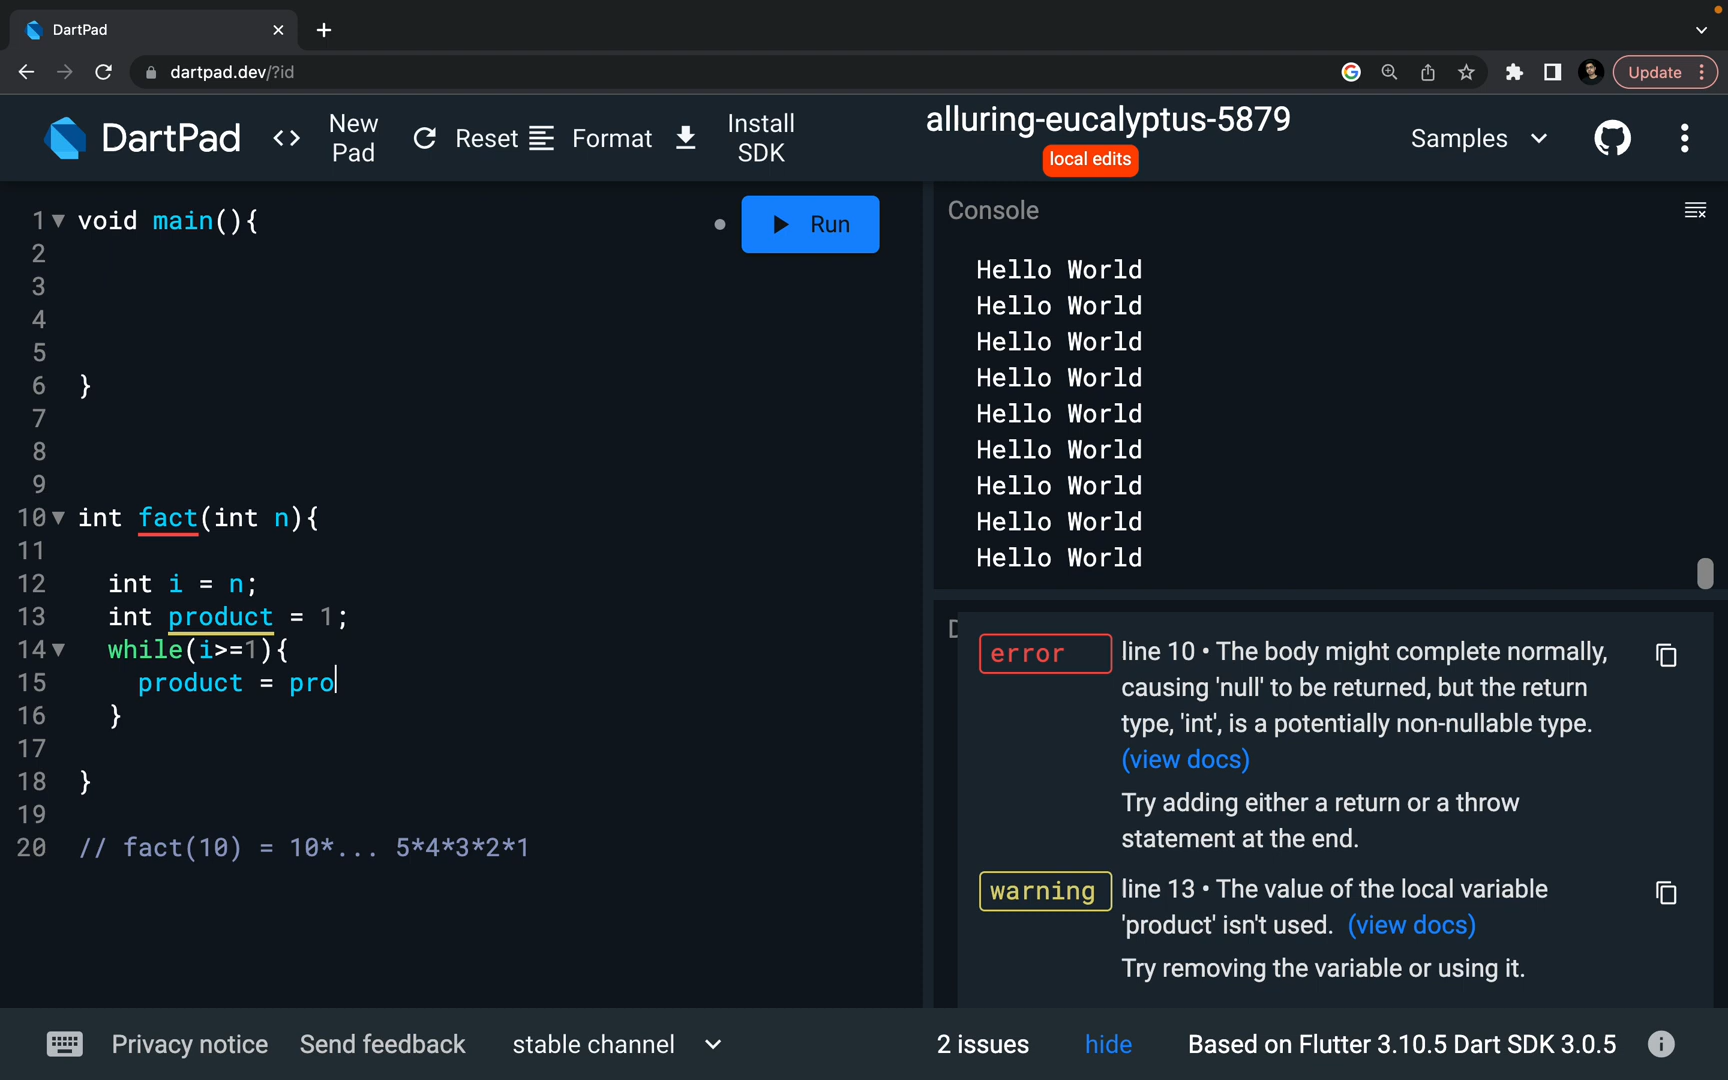 DartPad
dartpad.dev/?id
Update
DartPad
<> New Pad
Reset
Format
Install SDK
alluring-eucalyptus-5879
local edits
Samples
1 void main(){
2
3
4
5
6 }
7
8
9
10 int fact(int n){
11
12 int i = n;
13 int product = 1;
14 while(i>=1){
15 product = pro
16 }
17
18 }
19
20 // fact(10) = 10*... 5*4*3*2*1
Run
Console
Hello World
Hello World
Hello World
Hello World
Hello World
Hello World
Hello World
Hello World
Hello World
error
line 10 • The body might complete normally,
causing 'null' to be returned, but the return
type, 'int', is a potentially non-nullable type.
(view docs)
Try adding either a return or a throw
statement at the end.
warning
line 13 • The value of the local variable
'product' isn't used. (view docs)
Try removing the variable or using it.
Privacy notice
Send feedback
stable channel
2 issues
hide
Based on Flutter 3.10.5 Dart SDK 3.0.5